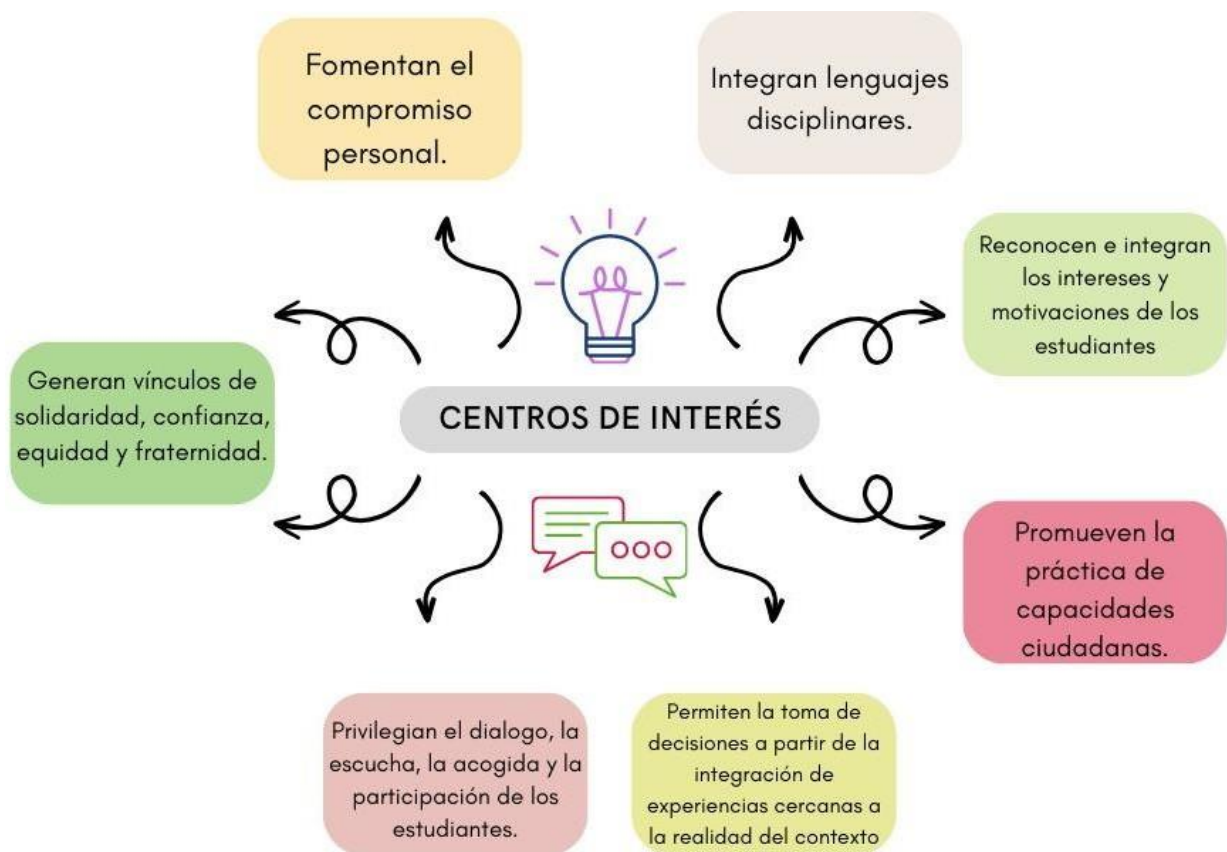 Fomentan el
compromiso
personal.
Integran lenguajes
disciplinares.
Reconocen e integran
los intereses y
motivaciones de los
estudiantes
Generan vínculos de
solidaridad, confianza,
equidad y fraternidad.
CENTROS DE INTERÉS
Promueven la
práctica de
capacidades
ciudadanas.
Privilegian el dialogo, la
escucha, la acogida y la
participación de los
estudiantes.
Permiten la toma de
decisiones a partir de la
integración de
experiencias cercanas a
la realidad del contexto